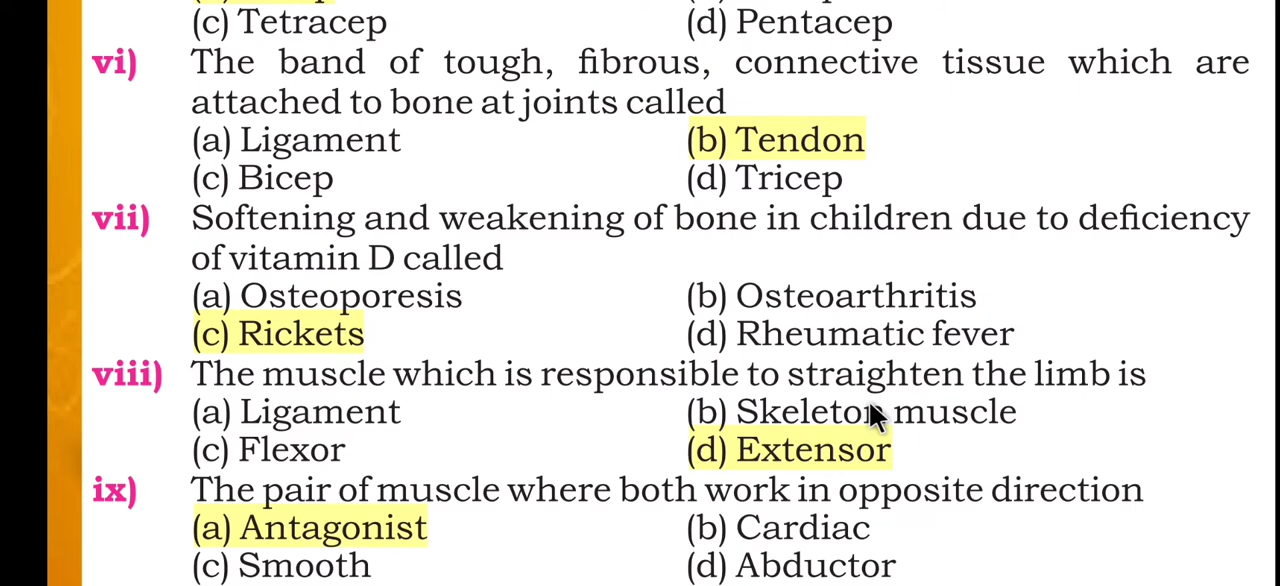 (c) Tetracep (d) Pentacep
vi) The band of tough, fibrous, connective tissue which are
attached to bone at joints called
(a) Ligament (b) Tendon
(c) Bicep (d) Tricep
vii) Softening and weakening of bone in children due to deficiency
of vitamin D called
(a) Osteoporesis (b) Osteoarthritis
(c) Rickets (d) Rheumatic fever
viii) The muscle which is responsible to straighten the limb is
(a) Ligament (b) Skeleton muscle
(c) Flexor (d) Extensor
ix) The pair of muscle where both work in opposite direction
(a) Antagonist (b) Cardiac
(c) Smooth (d) Abductor